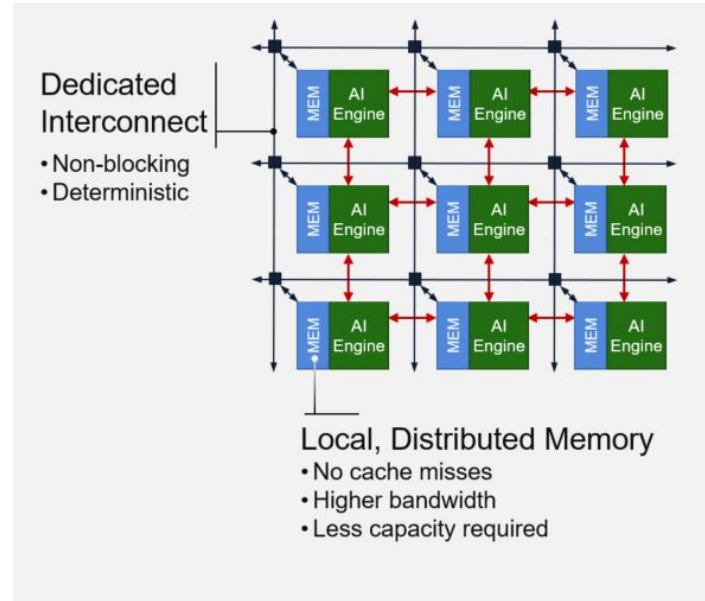 Dedicated
Interconnect
• Non-blocking
• Deterministic
MEM
AI
Engine
MEM
AI
Engine
MEM
AI
Engine
MEM
AI
Engine
MEM
AI
Engine
MEM
AI
Engine
MEM
AI
Engine
MEM
AI
Engine
MEM
AI
Engine
Local, Distributed Memory
• No cache misses
• Higher bandwidth
• Less capacity required